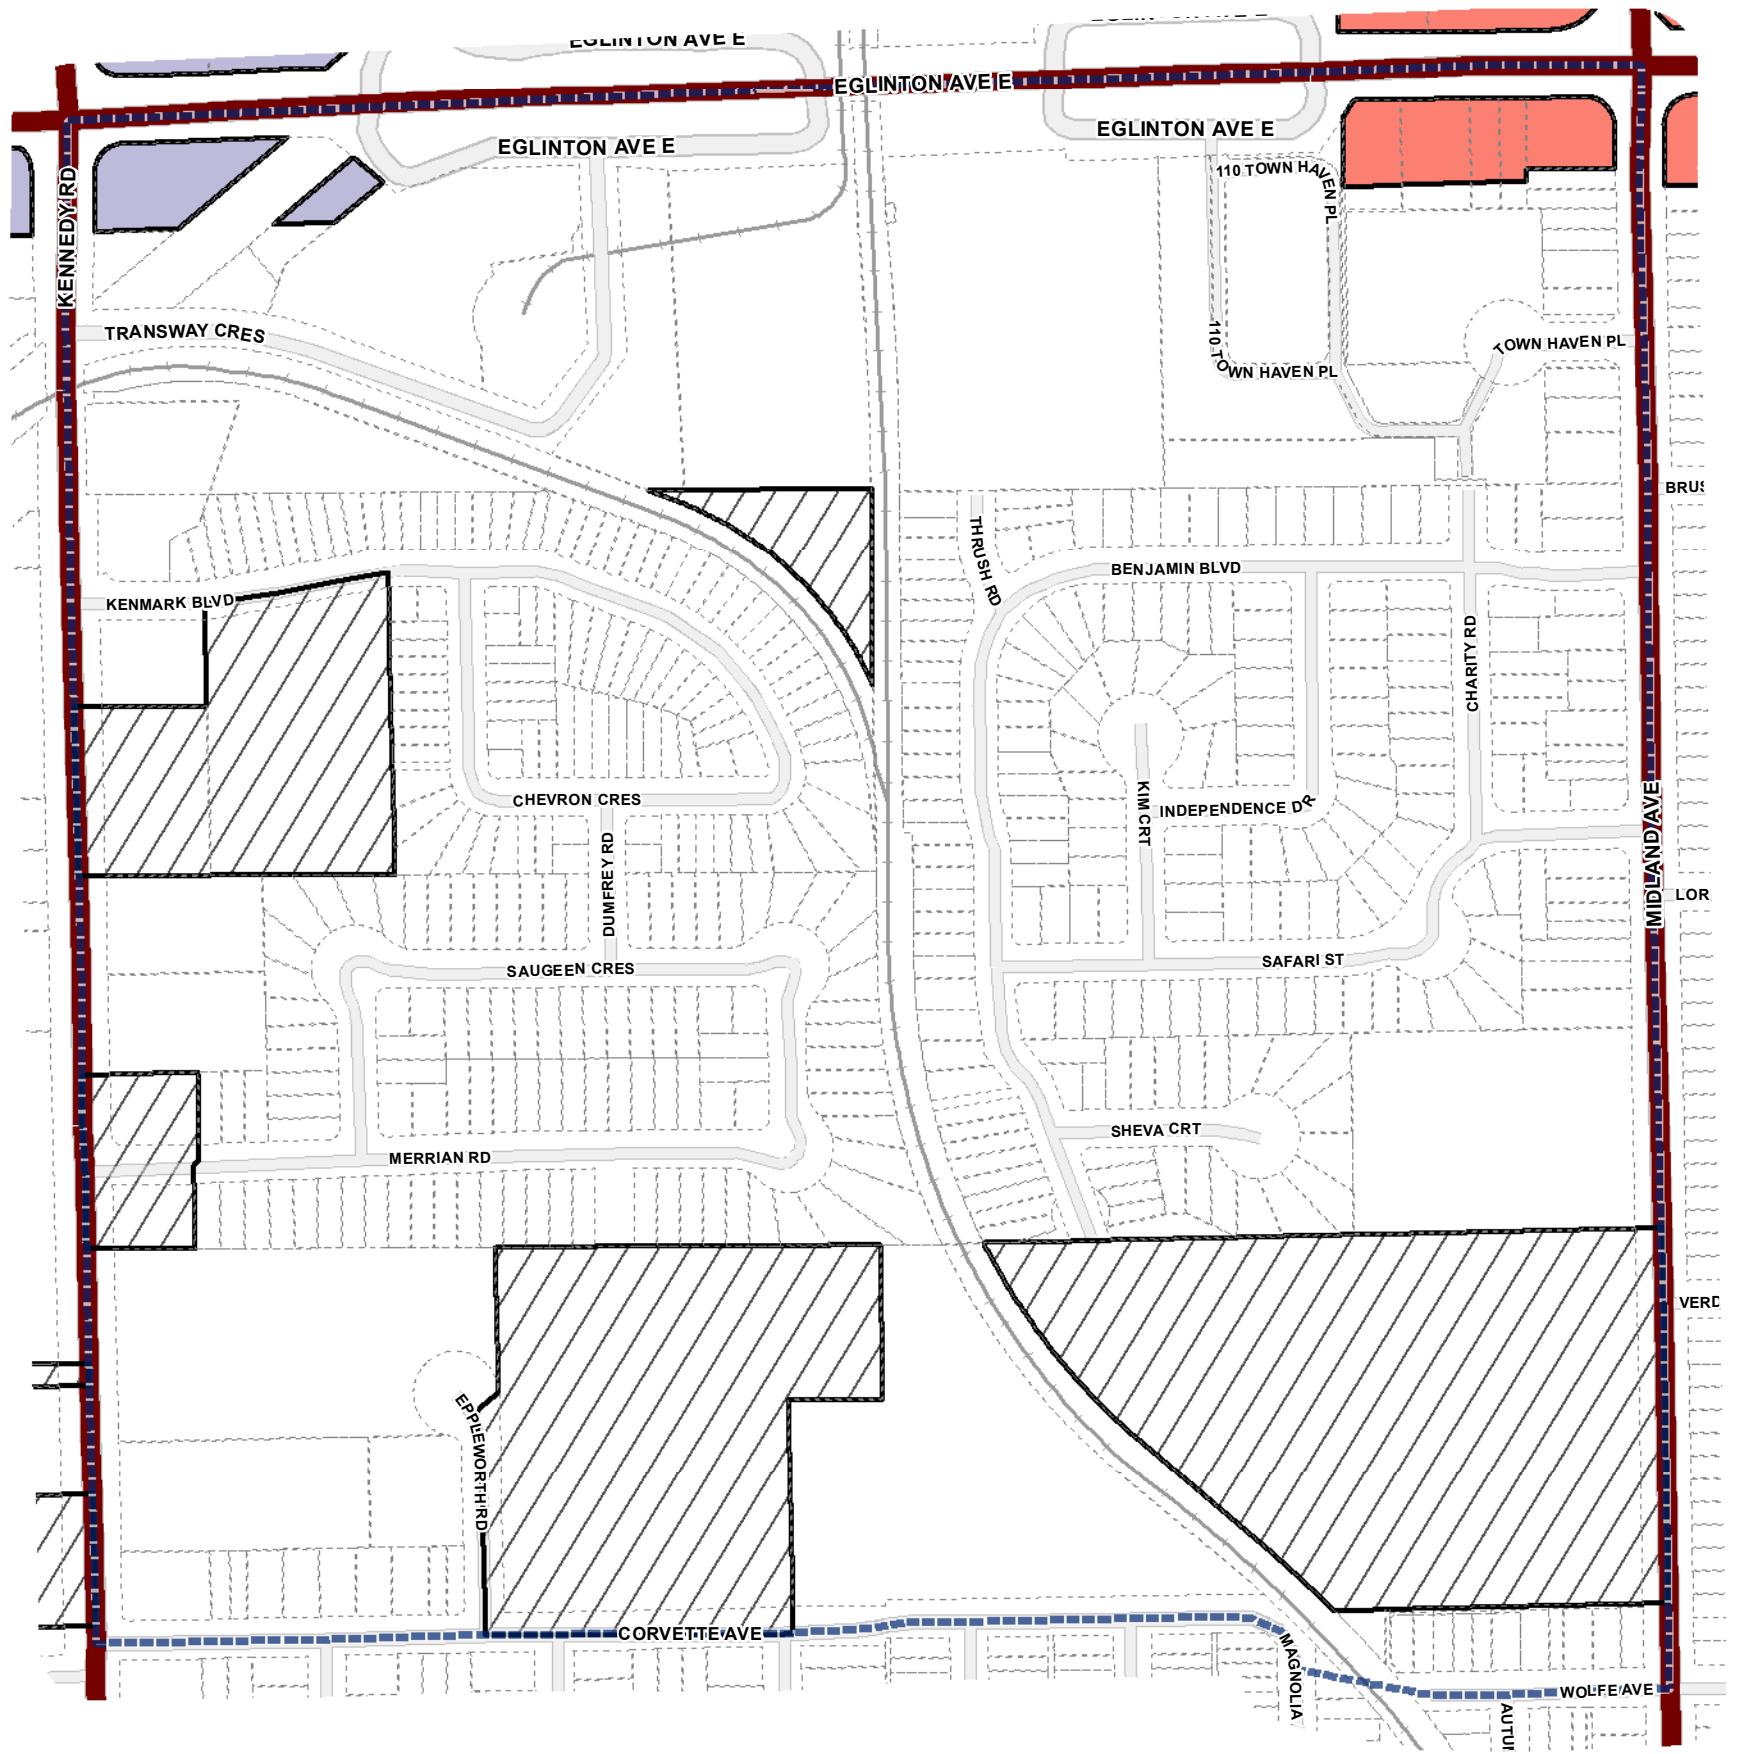 EGLINTON AVE E
EGLINTON AVE E
EGLINTON AVE E
EGLINTON AVE E
110 TOWN HAVEN PL
KENNEDY RD
TRANSWAY CRES
110 TOWN HAVEN PL
TOWN HAVEN PL
BRUS
THRUSH RD
BENJAMIN BLVD
KENMARK BLVD
CHARITY RD
CHEVRON CRES
KIM CRT
INDEPENDENCE DR
MIDLAND AVE
DUMFREY RD
LOR
SAUGEEN CRES
SAFARI ST
SHEVA CRT
MERRIAN RD
VERD
EPPLEWORTH RD
CORVETTE AVE
MAGNOLIA
WOLFE AVE
AUTU